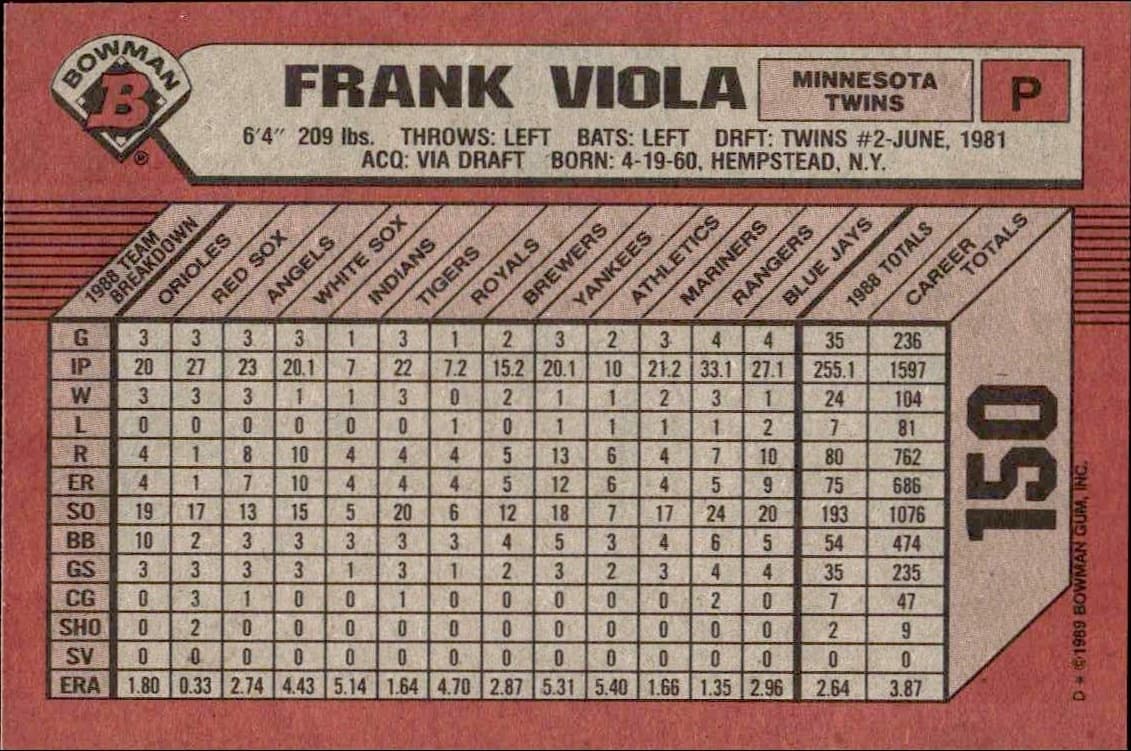 BOWMAN
B
®
FRANK VIOLA
MINNESOTA
TWINS
P
6'4" 209 lbs. THROWS: LEFT BATS: LEFT DRFT: TWINS #2-JUNE, 1981
ACQ: VIA DRAFT BORN: 4-19-60, HEMPSTEAD, N.Y.
1988 TEAM
BREAKDOWN
ORIOLES
RED SOX
ANGELS
WHITE SOX
INDIANS
TIGERS
ROYALS
BREWERS
YANKEES
ATHLETICS
MARINERS
RANGERS
BLUE JAYS
1988 TOTALS
CAREER
TOTALS
G 3 3 3 3 1 3 1 2 3 2 3 4 4 35 236
IP 20 27 23 20.1 7 22 7.2 15.2 20.1 10 21.2 33.1 27.1 255.1 1597
W 3 3 3 1 1 3 0 2 1 1 2 3 1 24 104
L 0 0 0 0 0 0 1 0 1 1 1 1 2 7 81
R 4 1 8 10 4 4 4 5 13 6 4 7 10 80 762
ER 4 1 7 10 4 4 4 5 12 6 4 5 9 75 686
SO 19 17 13 15 5 20 6 12 18 7 17 24 20 193 1076
BB 10 2 3 3 3 3 3 4 5 3 4 6 5 54 474
GS 3 3 3 3 1 3 1 2 3 2 3 4 4 35 235
CG 0 3 1 0 0 1 0 0 0 0 0 2 0 7 47
SHO 0 2 0 0 0 0 0 0 0 0 0 0 0 2 9
SV 0 0 0 0 0 0 0 0 0 0 0 0 0 0 0
ERA 1.80 0.33 2.74 4.43 5.14 1.64 4.70 2.87 5.31 5.40 1.66 1.35 2.96 2.64 3.87
150
D * ©1989 BOWMAN GUM, INC.